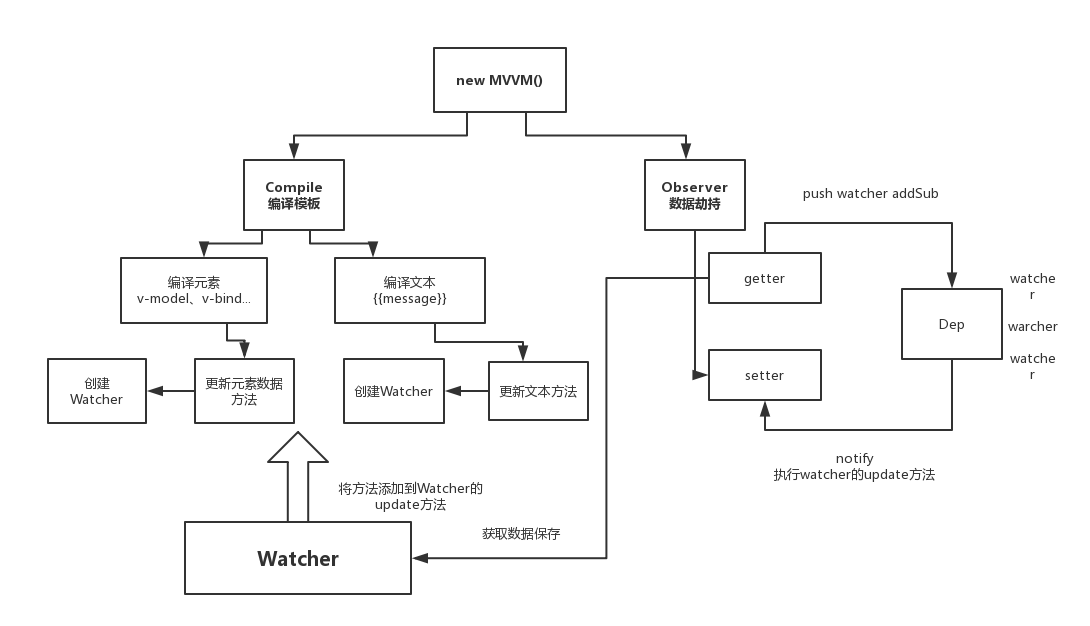 new MVVM()
Compile
编译模板
Observer
数据劫持
push watcher addSub
编译元素
v-model、v-bind...
编译文本
{{message}}
getter
watche
r
Dep
warcher
watche
r
创建
Watcher
更新元素数据
方法
创建Watcher
更新文本方法
setter
notify
执行watcher的update方法
将方法添加到Watcher的
update方法
获取数据保存
Watcher